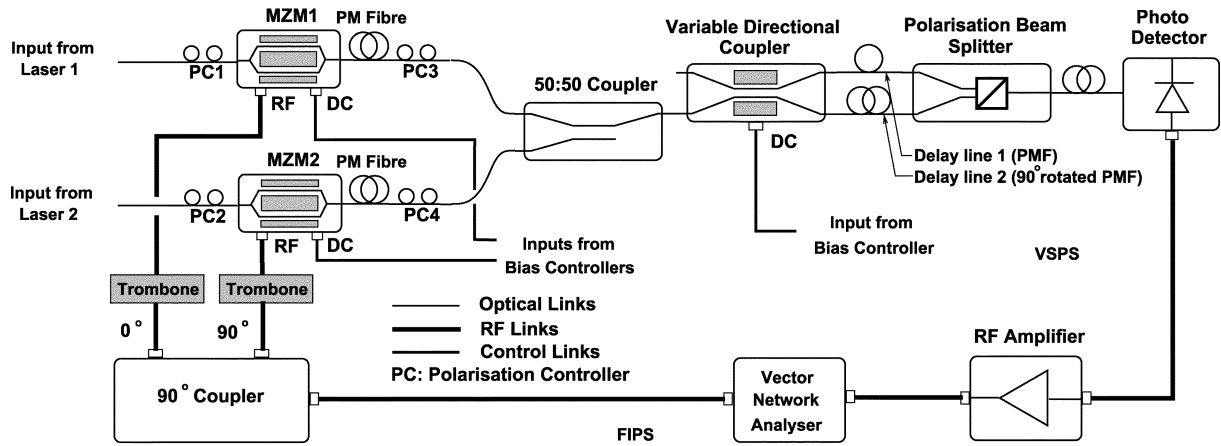 Input from
Laser 1
PC1
MZM1
PM Fibre
PC3
RF
DC
50:50 Coupler
Variable Directional
Coupler
DC
Polarisation Beam
Splitter
Photo
Detector
Delay line 1 (PMF)
Delay line 2 (90°rotated PMF)
Input from
Laser 2
PC2
MZM2
PM Fibre
PC4
RF
DC
Inputs from
Bias Controllers
Input from
Bias Controller
VSPS
Trombone
Trombone
0°
90°
Optical Links
RF Links
Control Links
PC: Polarisation Controller
90° Coupler
FIPS
Vector
Network
Analyser
RF Amplifier